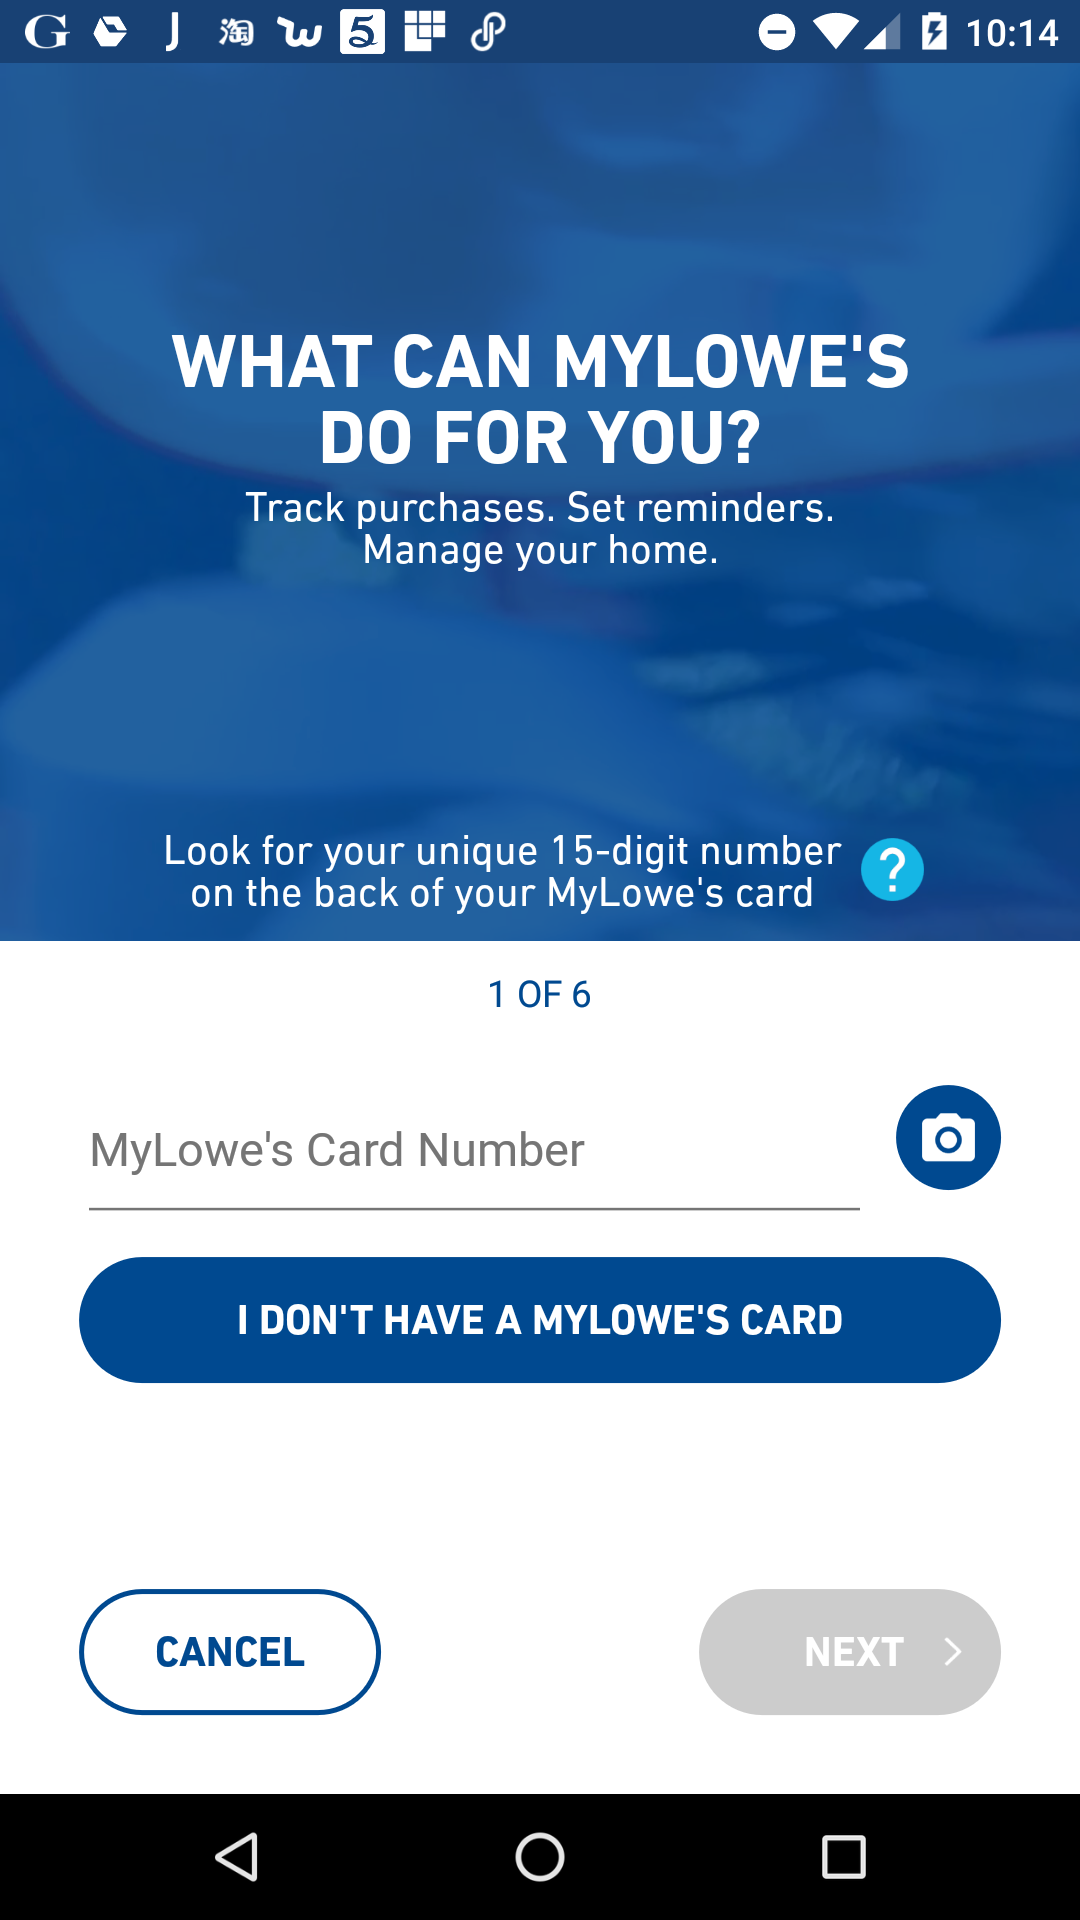 G J 淘 w 5 10:14
WHAT CAN MYLOWE'S
DO FOR YOU?
Track purchases. Set reminders.
Manage your home.
Look for your unique 15-digit number
on the back of your MyLowe's card
?
1 OF 6
MyLowe's Card Number
I DON'T HAVE A MYLOWE'S CARD
CANCEL
NEXT